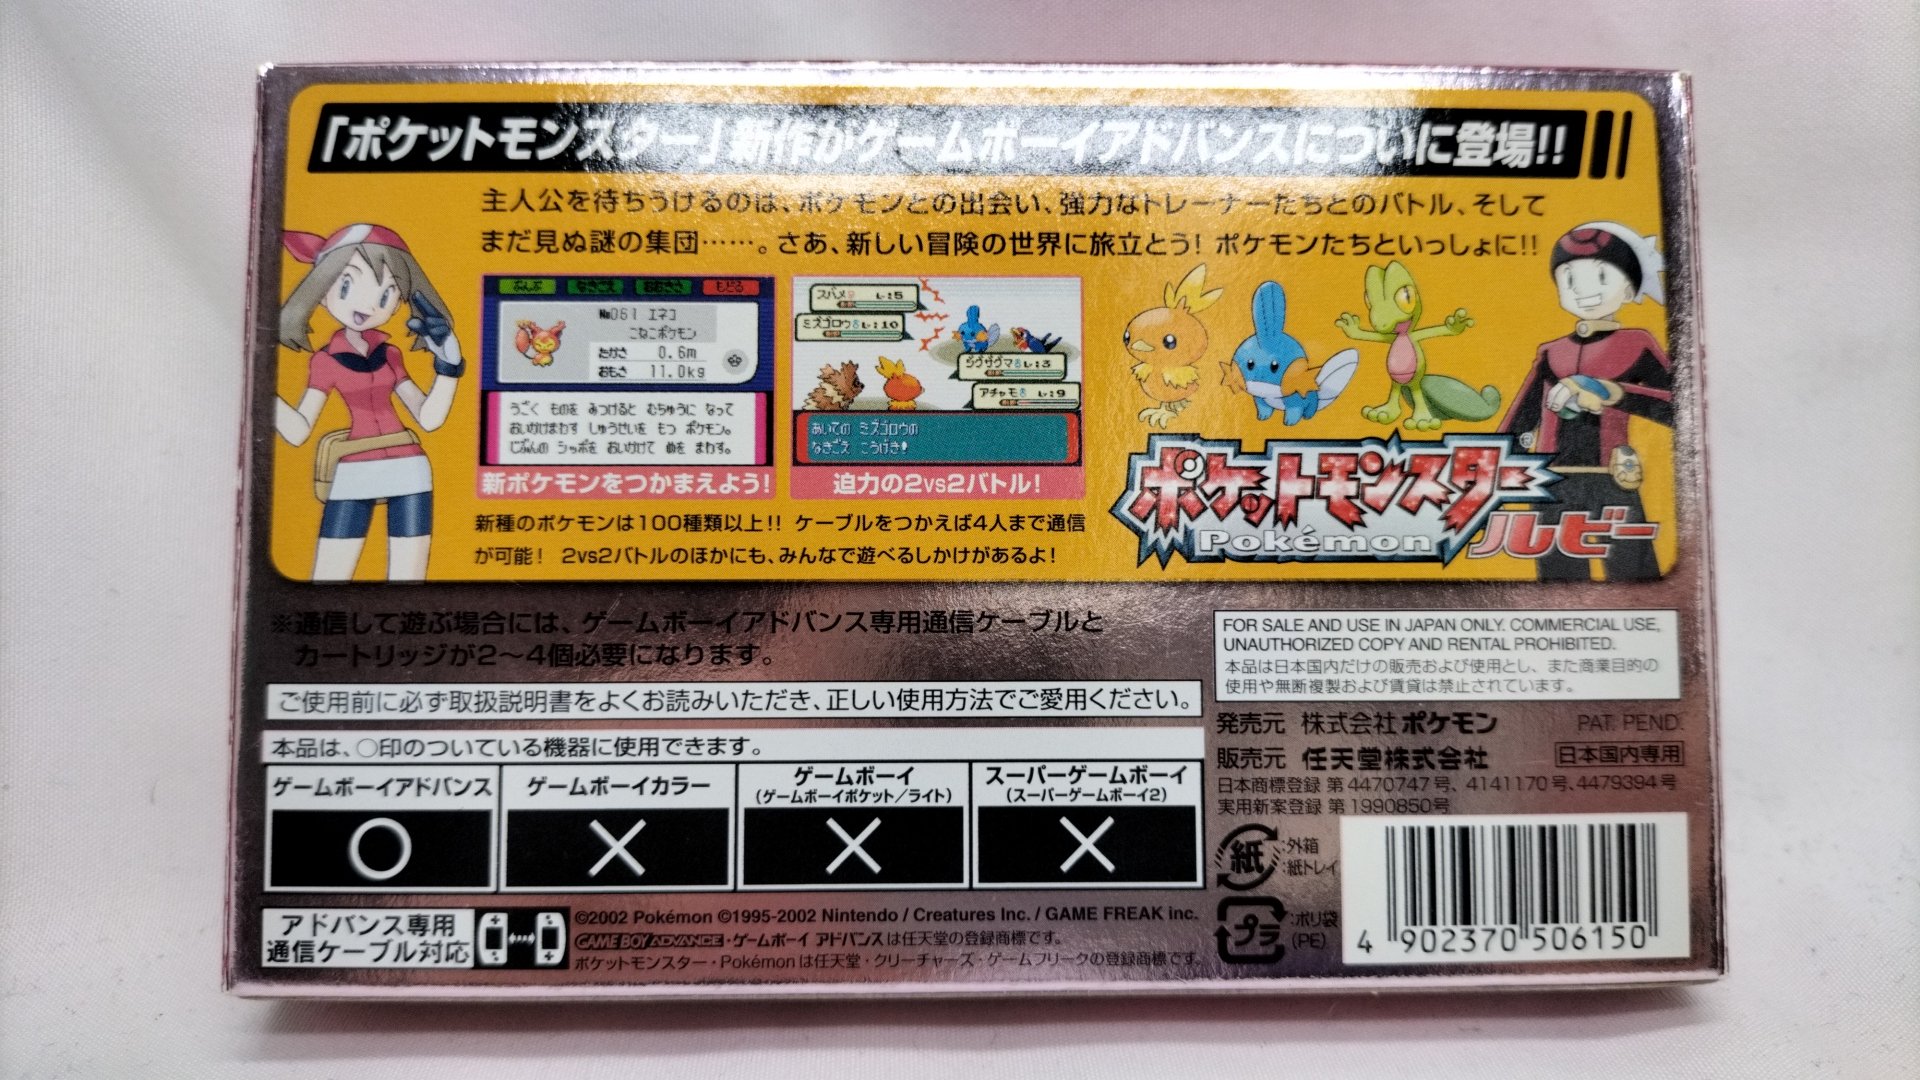 「ポケットモンスター」新作がゲームボーイアドバンスについに登場!!
主人公を待ちうけるのは、ポケモンとの出会い、強力なトレーナーたちとのバトル、そして
まだ見ぬ謎の集団……。さあ、新しい冒険の世界に旅立とう! ポケモンたちといっしょに!!
ぶんぷ なきごえ おおきさ もどる
No061 エネコ
こねこポケモン
たかさ 0.6m
おもさ 11.0kg
うごく ものを みつけると むちゅうに なって
おいかけまわす しゅうせいを もつ ポケモン。
じぶんの シッポを おいかけて めを まわす。
新ポケモンをつかまえよう!
スバメ♀ Lv5
ミズゴロウ♂Lv10
ジグザグマ♂Lv3
アチャモ♂ Lv9
あいての ミズゴロウの
なきごえ こうげき!
迫力の2vs2バトル!
新種のポケモンは100種類以上!! ケーブルをつかえば4人まで通信
が可能! 2vs2バトルのほかにも、みんなで遊べるしかけがあるよ!
ポケットモンスター®
Pokémon ルビー
※通信して遊ぶ場合には、ゲームボーイアドバンス専用通信ケーブルと
カートリッジが2〜4個必要になります。
ご使用前に必ず取扱説明書をよくお読みいただき、正しい使用方法でご愛用ください。
本品は、○印のついている機器に使用できます。
ゲームボーイアドバンス ゲームボーイカラー ゲームボーイ スーパーゲームボーイ
(ゲームボーイポケット/ライト) (スーパーゲームボーイ2)
○ × × ×
アドバンス専用
通信ケーブル対応
©2002 Pokémon ©1995-2002 Nintendo / Creatures Inc. / GAME FREAK inc.
GAME BOY ADVANCE・ゲームボーイ アドバンスは任天堂の登録商標です。
ポケットモンスター・Pokémonは任天堂・クリーチャーズ・ゲームフリークの登録商標です。
FOR SALE AND USE IN JAPAN ONLY. COMMERCIAL USE,
UNAUTHORIZED COPY AND RENTAL PROHIBITED.
本品は日本国内だけの販売および使用とし、また商業目的の
使用や無断複製および賃貸は禁止されています。
発売元 株式会社ポケモン PAT. PEND.
販売元 任天堂株式会社 日本国内専用
日本商標登録 第4470747号、4141170号、4479394号
実用新案登録 第1990850号
紙 :外箱
:紙トレイ
プラ :ポリ袋
(PE)
4 902370 506150